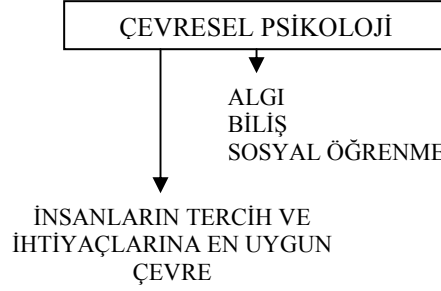 ÇEVRESEL PSİKOLOJİ
ALGI
BİLİŞ
SOSYAL ÖĞRENME
İNSANLARIN TERCİH VE
İHTİYAÇLARINA EN UYGUN
ÇEVRE